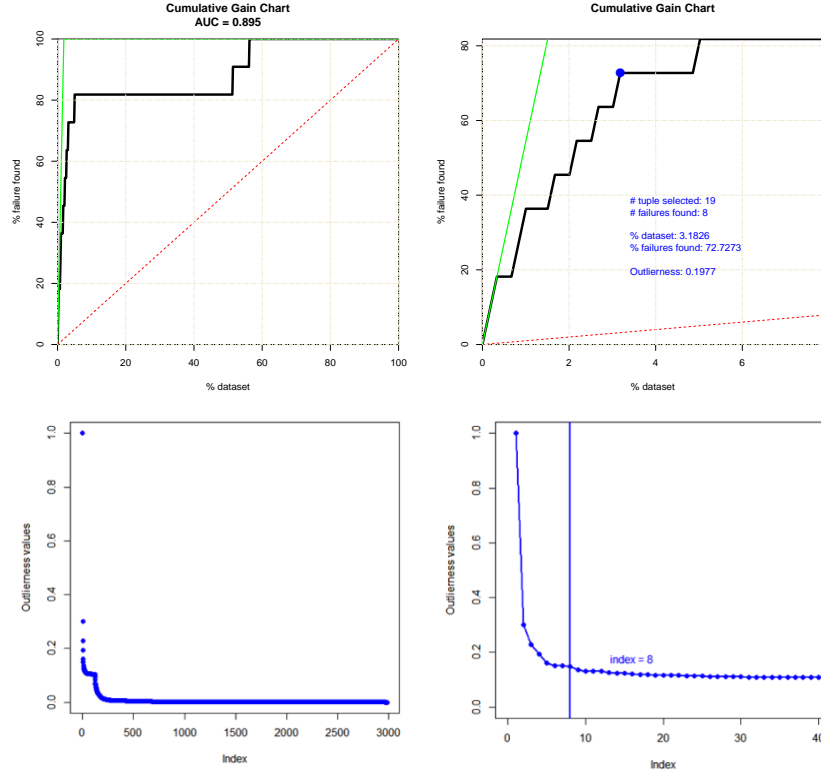 Cumulative Gain Chart
AUC = 0.895
100
80
60
40
20
0
% failure found
0
20
40
60
80
100
% dataset
Cumulative Gain Chart
80
60
40
20
0
% failure found
# tuple selected: 19
# failures found: 8
% dataset: 3.1826
% failures found: 72.7273
Outlierness: 0.1977
0
2
4
6
% dataset
1.0
0.8
0.6
0.4
0.2
0.0
Outlierness values
0
500
1000
1500
2000
2500
3000
Index
1.0
0.8
0.6
0.4
0.2
0.0
Outlierness values
index = 8
0
10
20
30
40
Index